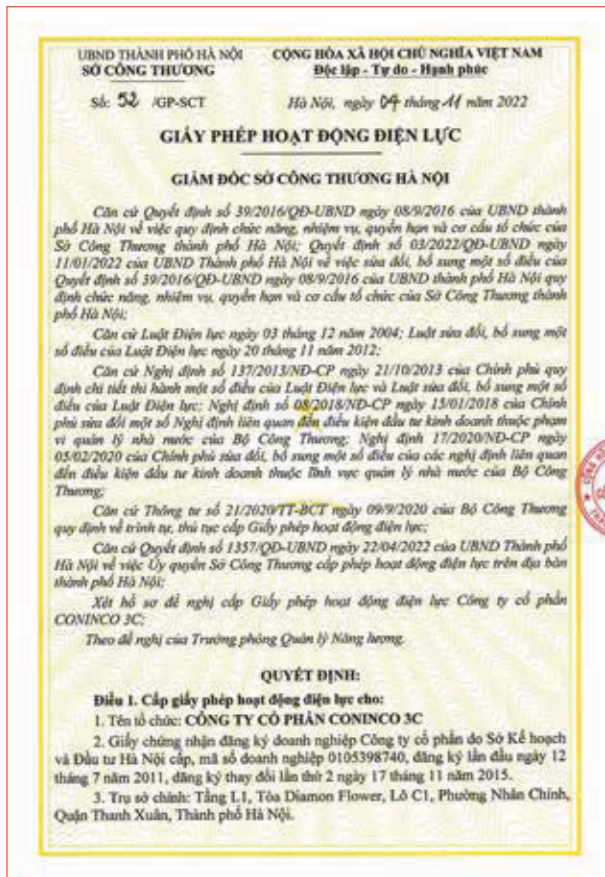 UBND THÀNH PHỐ HÀ NỘI
SỞ CÔNG THƯƠNG
CỘNG HÒA XÃ HỘI CHỦ NGHĨA VIỆT NAM
Độc lập - Tự do - Hạnh phúc
Số: 52 /GP-SCT
Hà Nội, ngày 04 tháng 11 năm 2022
GIẤY PHÉP HOẠT ĐỘNG ĐIỆN LỰC
GIÁM ĐỐC SỞ CÔNG THƯƠNG HÀ NỘI
Căn cứ Quyết định số 39/2016/QĐ-UBND ngày 08/9/2016 của UBND thành
phố Hà Nội về việc quy định chức năng, nhiệm vụ, quyền hạn và cơ cấu tổ chức của
Sở Công Thương thành phố Hà Nội; Quyết định số 03/2022/QĐ-UBND ngày
11/01/2022 của UBND Thành phố Hà Nội về việc sửa đổi, bổ sung một số điều của
Quyết định số 39/2016/QĐ-UBND ngày 08/9/2016 của UBND thành phố Hà Nội quy
định chức năng, nhiệm vụ, quyền hạn và cơ cấu tổ chức của Sở Công Thương thành
phố Hà Nội;
Căn cứ Luật Điện lực ngày 03 tháng 12 năm 2004; Luật sửa đổi, bổ sung một
số điều của Luật Điện lực ngày 20 tháng 11 năm 2012;
Căn cứ Nghị định số 137/2013/NĐ-CP ngày 21/10/2013 của Chính phủ quy
định chi tiết thi hành một số điều của Luật Điện lực và Luật sửa đổi, bổ sung một số
điều của Luật Điện lực; Nghị định số 08/2018/NĐ-CP ngày 15/01/2018 của Chính
phủ sửa đổi một số Nghị định liên quan đến điều kiện đầu tư kinh doanh thuộc phạm
vi quản lý nhà nước của Bộ Công Thương; Nghị định 17/2020/NĐ-CP ngày
05/02/2020 của Chính phủ sửa đổi, bổ sung một số điều của các nghị định liên quan
đến điều kiện đầu tư kinh doanh thuộc lĩnh vực quản lý nhà nước của Bộ Công
Thương;
Căn cứ Thông tư số 21/2020/TT-BCT ngày 09/9/2020 của Bộ Công Thương
quy định về trình tự, thủ tục cấp Giấy phép hoạt động điện lực;
Căn cứ Quyết định số 1357/QĐ-UBND ngày 22/04/2022 của UBND Thành phố
Hà Nội về việc Ủy quyền Sở Công Thương cấp phép hoạt động điện lực trên địa bàn
thành phố Hà Nội;
Xét hồ sơ đề nghị cấp Giấy phép hoạt động điện lực Công ty cổ phần
CONINCO 3C;
Theo đề nghị của Trưởng phòng Quản lý Năng lượng.
QUYẾT ĐỊNH:
Điều 1. Cấp giấy phép hoạt động điện lực cho:
1. Tên tổ chức: CÔNG TY CỔ PHẦN CONINCO 3C
2. Giấy chứng nhận đăng ký doanh nghiệp Công ty cổ phần do Sở Kế hoạch
và Đầu tư Hà Nội cấp, mã số doanh nghiệp 0105398740, đăng ký lần đầu ngày 12
tháng 7 năm 2011, đăng ký thay đổi lần thứ 2 ngày 17 tháng 11 năm 2015.
3. Trụ sở chính: Tầng L1, Tòa Diamon Flower, Lô C1, Phường Nhân Chính,
Quận Thanh Xuân, Thành phố Hà Nội.